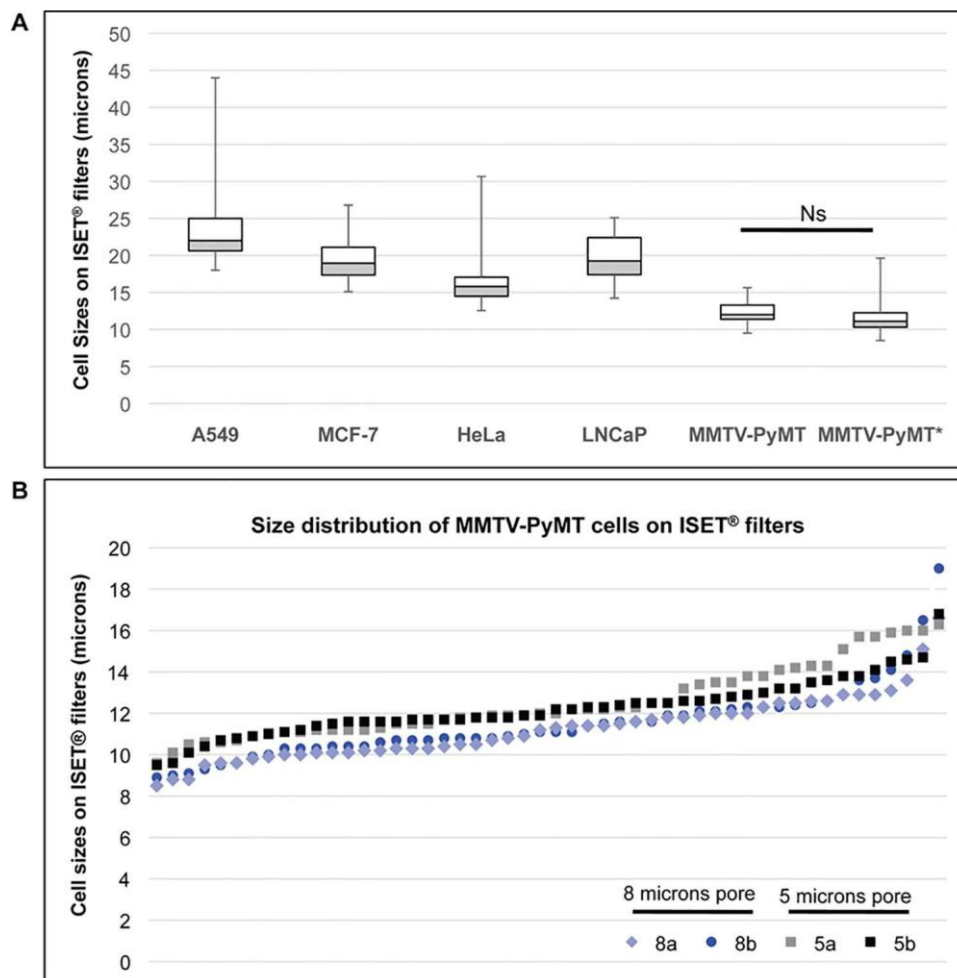 A
Cell Sizes on ISET® filters (microns)
50
45
40
35
30
25
20
15
10
5
0
Ns
A549 MCF-7 HeLa LNCaP MMTV-PyMT MMTV-PyMT*
B
Size distribution of MMTV-PyMT cells on ISET® filters
Cell sizes on ISET® filters (microns)
20
18
16
14
12
10
8
6
4
2
0
8 microns pore 5 microns pore
8a 8b 5a 5b